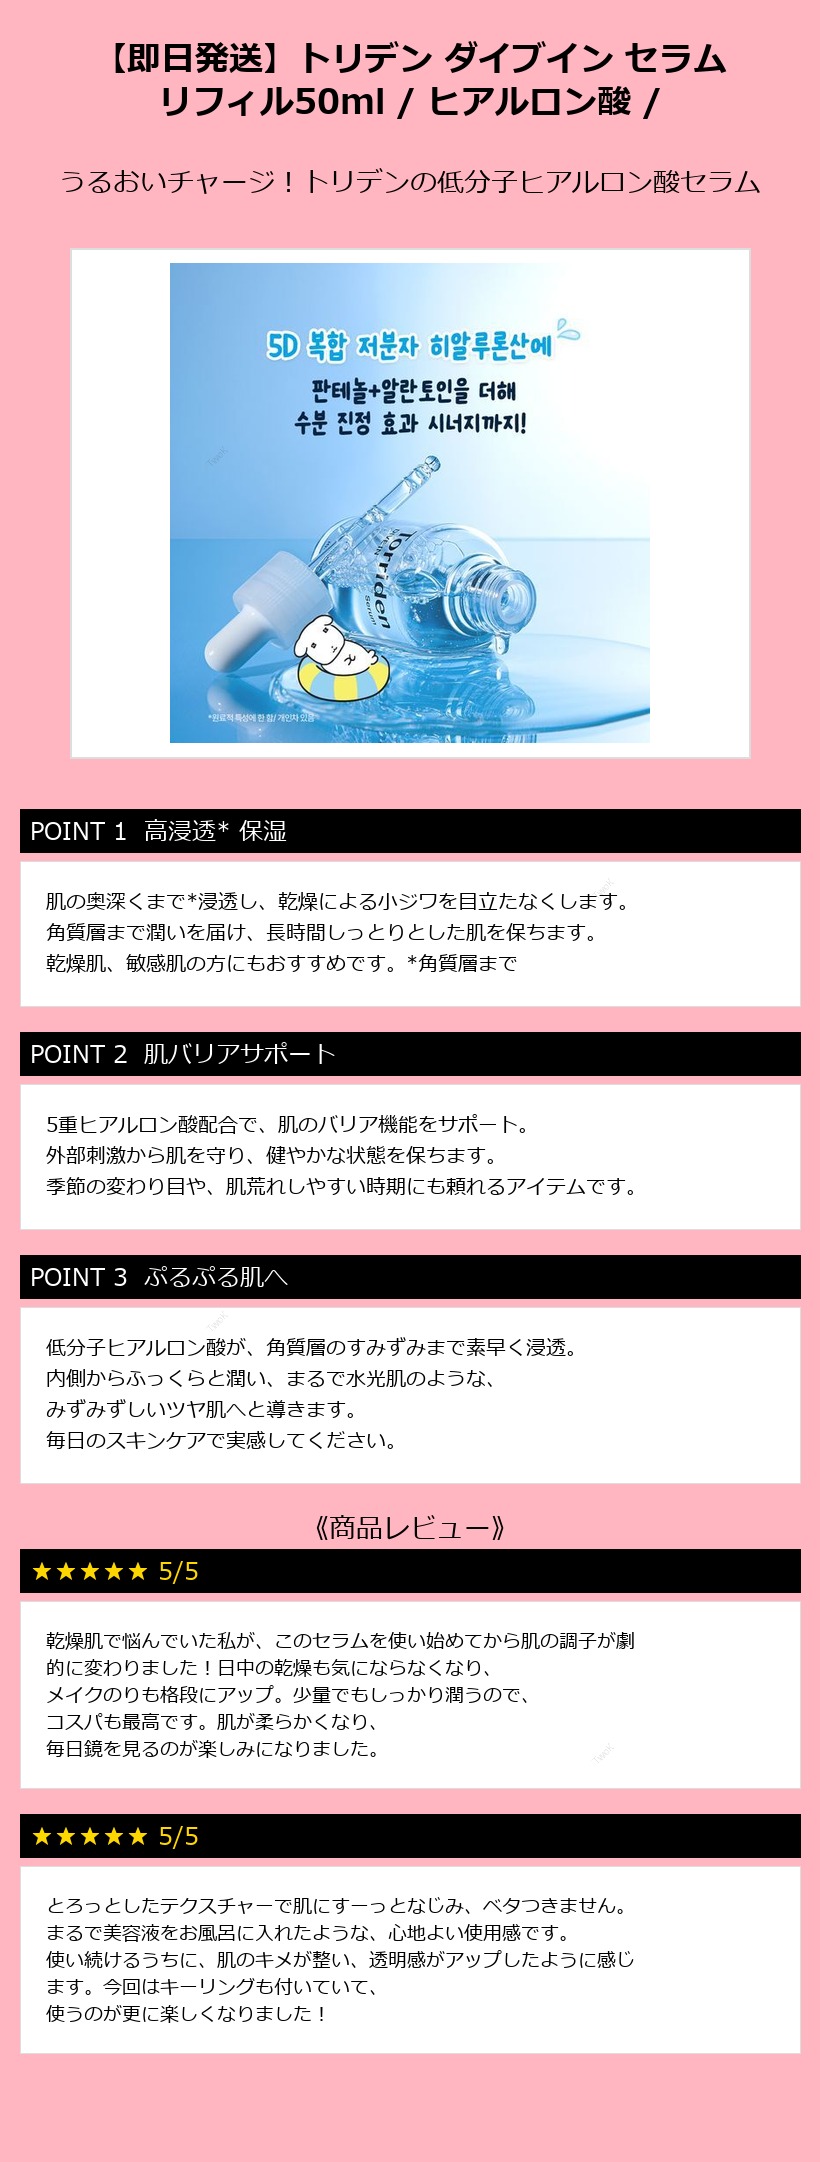 【即日発送】トリデン ダイブイン セラム
リフィル50ml / ヒアルロン酸 /
うるおいチャージ！トリデンの低分子ヒアルロン酸セラム
5D 복합 저분자 히알루론산에
판테놀+알란토인을 더해
수분 진정 효과 시너지까지!
Torriden
Serum
*원료적 특성에 한 함/ 개인차 있음
POINT 1 高浸透* 保湿
肌の奥深くまで*浸透し、乾燥による小ジワを目立たなくします。
角質層まで潤いを届け、長時間しっとりとした肌を保ちます。
乾燥肌、敏感肌の方にもおすすめです。*角質層まで
POINT 2 肌バリアサポート
5重ヒアルロン酸配合で、肌のバリア機能をサポート。
外部刺激から肌を守り、健やかな状態を保ちます。
季節の変わり目や、肌荒れしやすい時期にも頼れるアイテムです。
POINT 3 ぷるぷる肌へ
低分子ヒアルロン酸が、角質層のすみずみまで素早く浸透。
内側からふっくらと潤い、まるで水光肌のような、
みずみずしいツヤ肌へと導きます。
毎日のスキンケアで実感してください。
《商品レビュー》
★★★★★ 5/5
乾燥肌で悩んでいた私が、このセラムを使い始めてから肌の調子が劇
的に変わりました！日中の乾燥も気にならなくなり、
メイクのりも格段にアップ。少量でもしっかり潤うので、
コスパも最高です。肌が柔らかくなり、
毎日鏡を見るのが楽しみになりました。
★★★★★ 5/5
とろっとしたテクスチャーで肌にすーっとなじみ、ベタつきません。
まるで美容液をお風呂に入れたような、心地よい使用感です。
使い続けるうちに、肌のキメが整い、透明感がアップしたように感じ
ます。今回はキーリングも付いていて、
使うのが更に楽しくなりました！